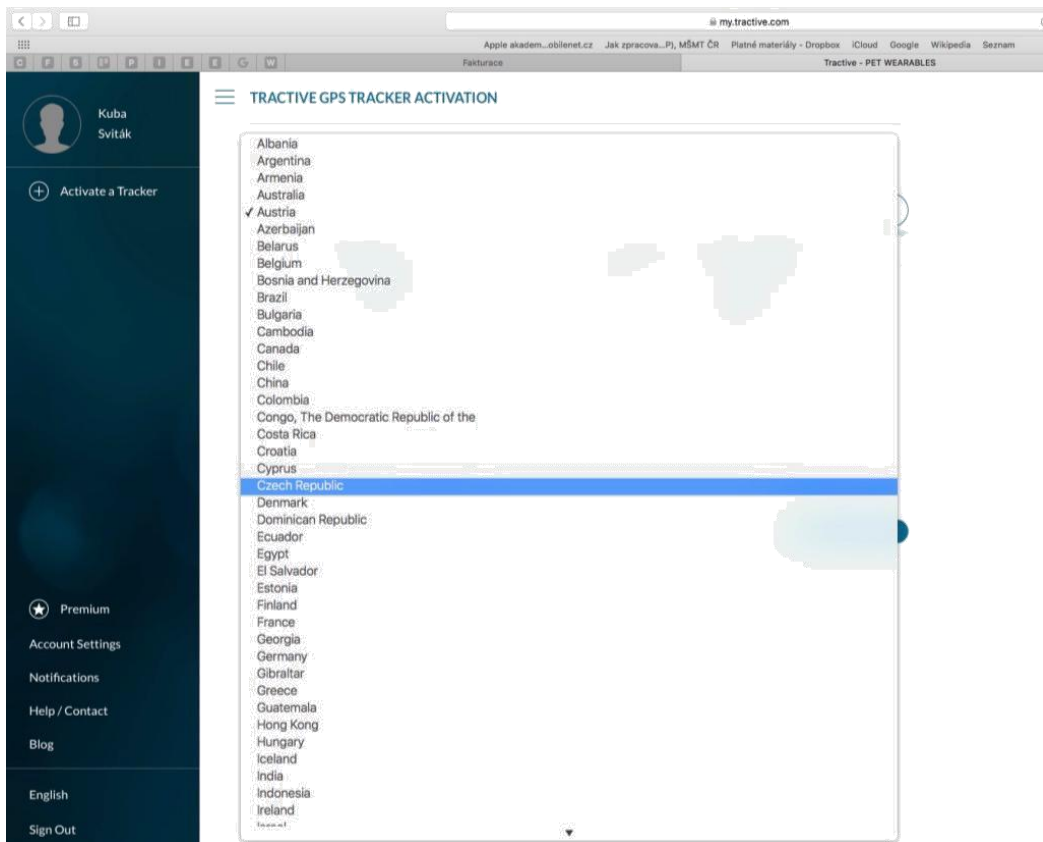 my.tractive.com
Apple akadem...obilenet.cz Jak zpracova...P), MŠMT ČR Platné materiály - Dropbox iCloud Google Wikipedia Seznam
Fakturace Tractive - PET WEARABLES
Kuba
Sviták
Activate a Tracker
Premium
Account Settings
Notifications
Help / Contact
Blog
English
Sign Out
TRACTIVE GPS TRACKER ACTIVATION
Albania
Argentina
Armenia
Australia
✓ Austria
Azerbaijan
Belarus
Belgium
Bosnia and Herzegovina
Brazil
Bulgaria
Cambodia
Canada
Chile
China
Colombia
Congo, The Democratic Republic of the
Costa Rica
Croatia
Cyprus
Czech Republic
Denmark
Dominican Republic
Ecuador
Egypt
El Salvador
Estonia
Finland
France
Georgia
Germany
Gibraltar
Greece
Guatemala
Hong Kong
Hungary
Iceland
India
Indonesia
Ireland